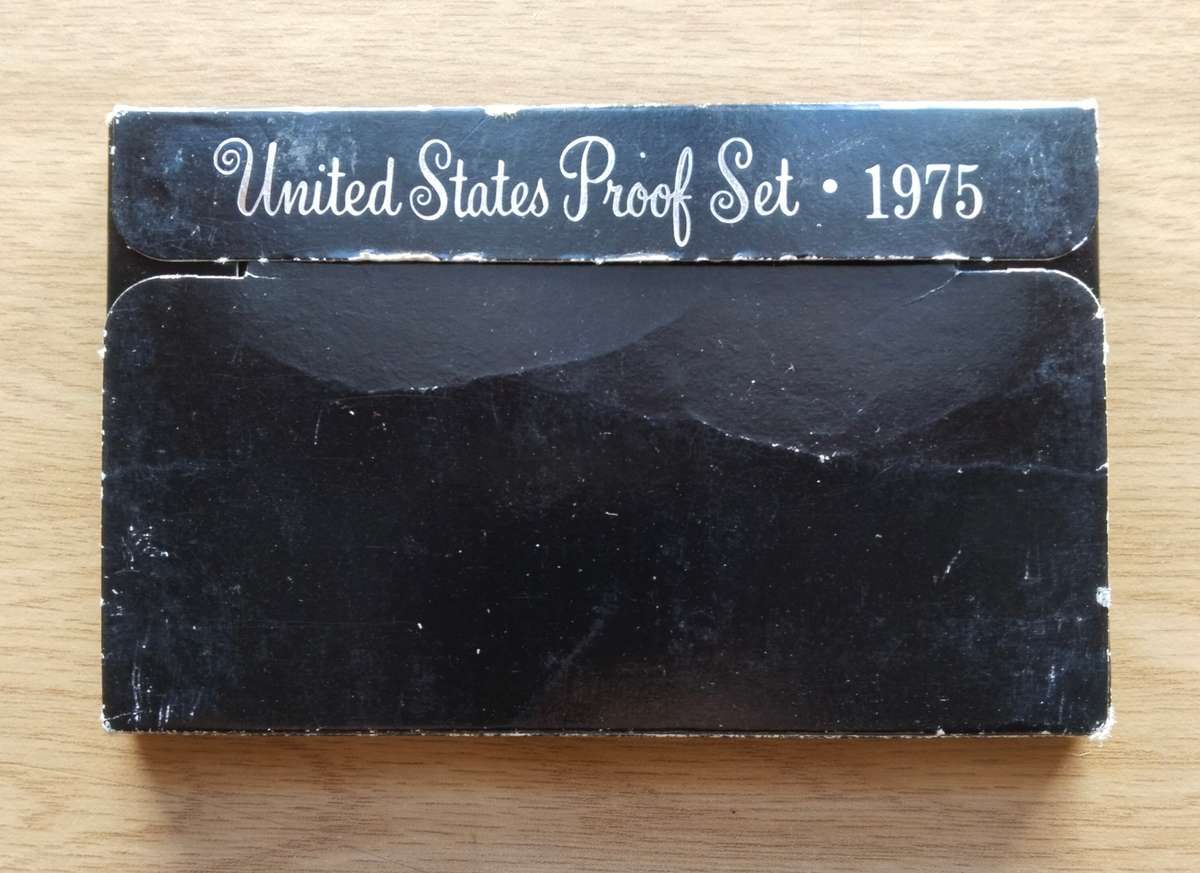 United States Proof Set • 1975